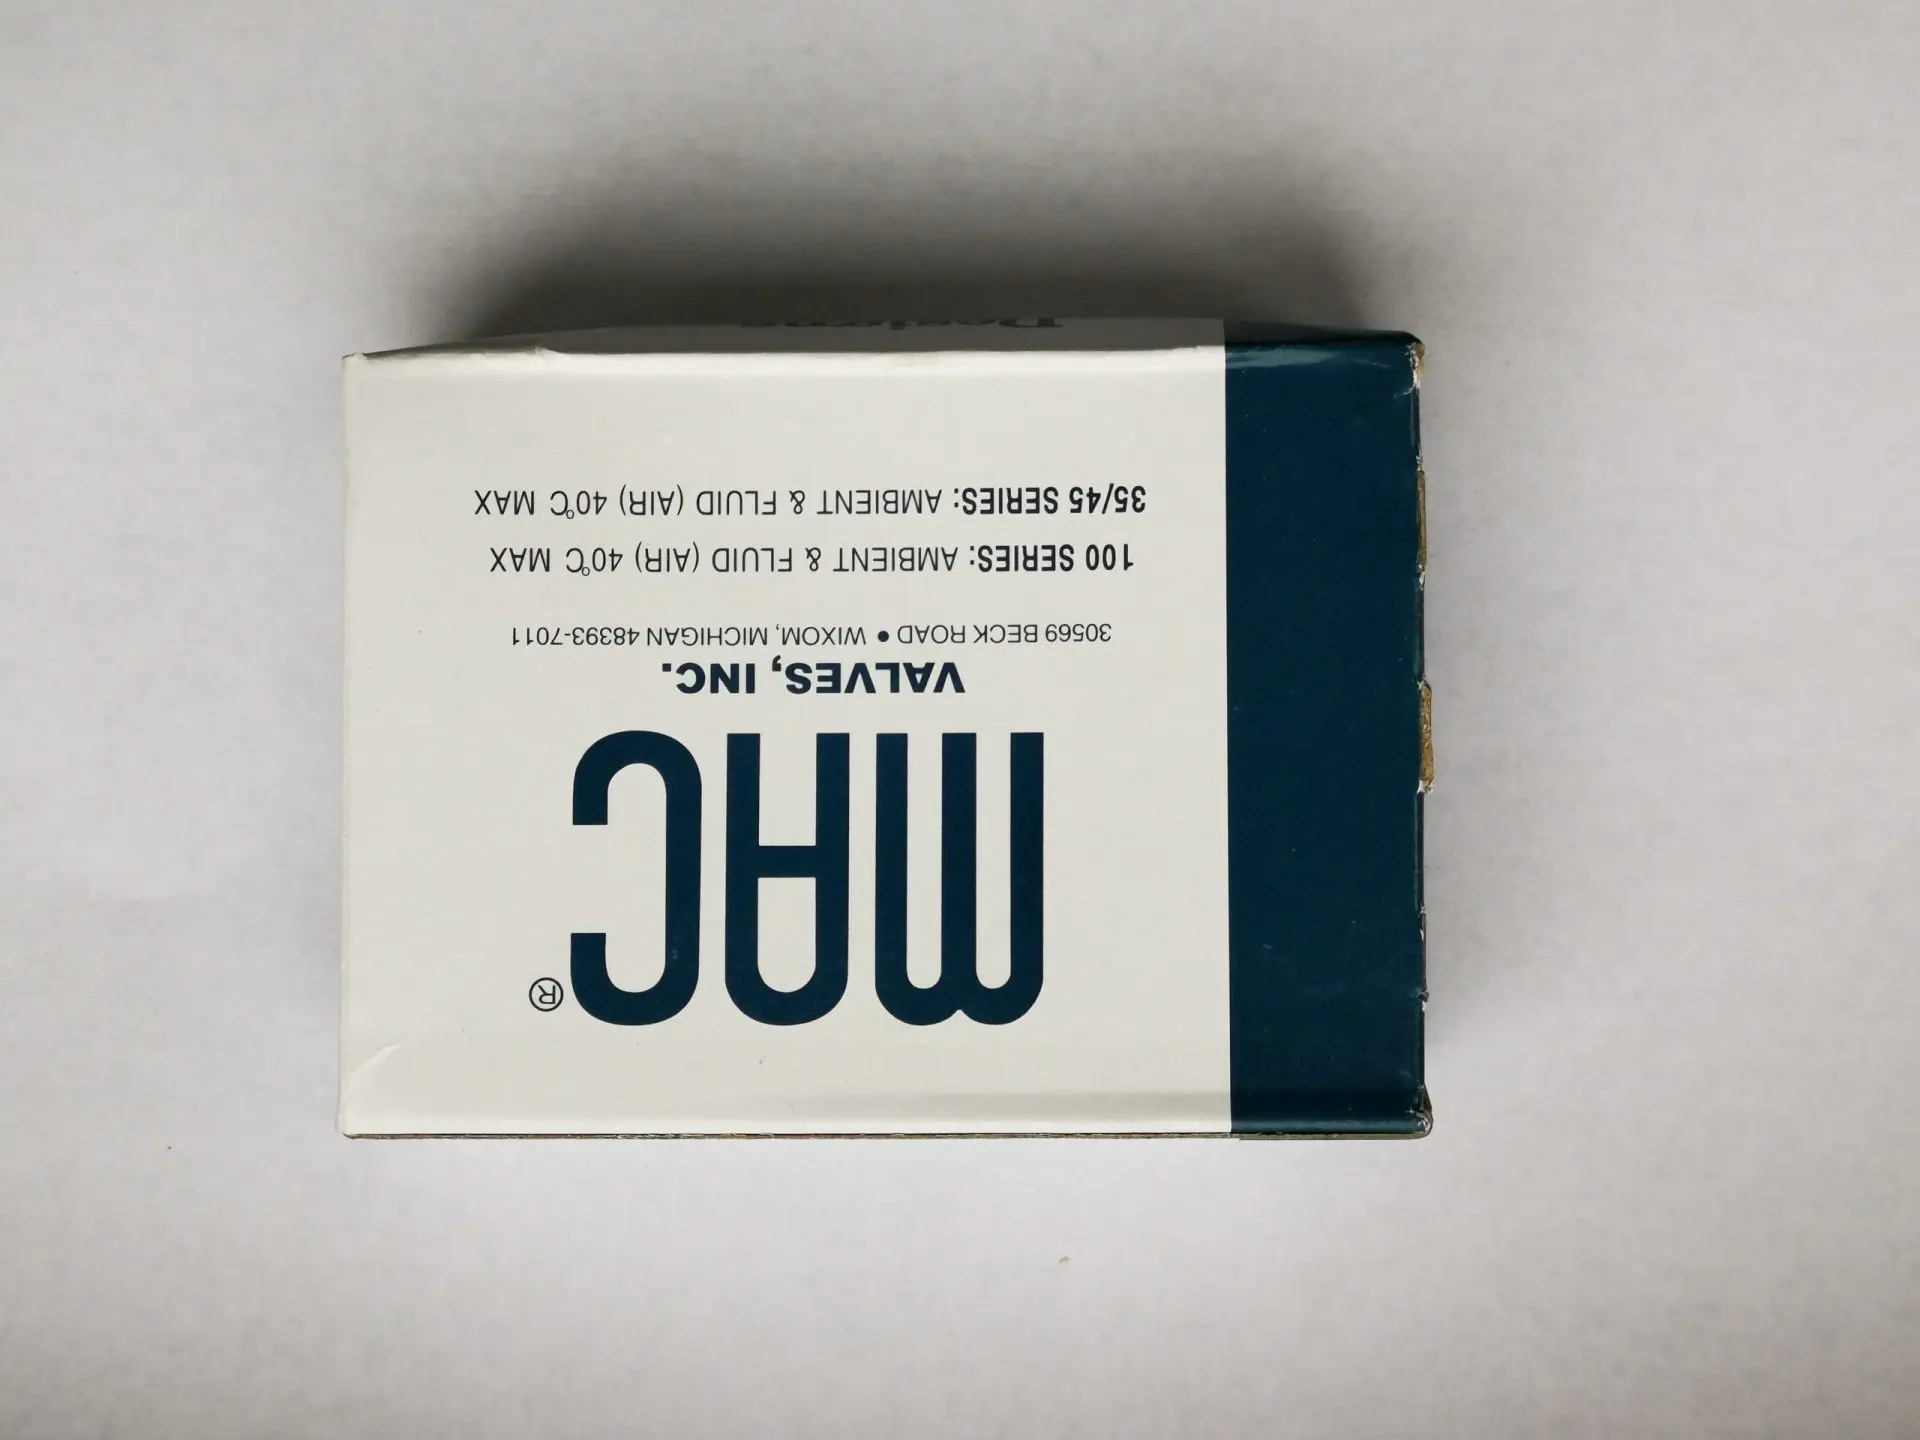 MAC®
VALVES, INC.
30569 BECK ROAD • WIXOM, MICHIGAN 48393-7011
100 SERIES: AMBIENT & FLUID (AIR) 40°C MAX
35/45 SERIES: AMBIENT & FLUID (AIR) 40°C MAX